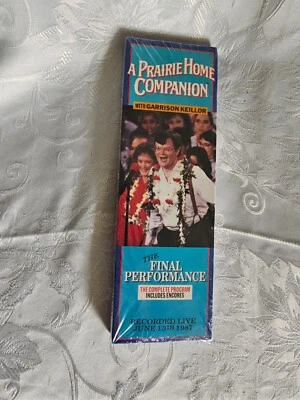 A PRAIRIE HOME
COMPANION
WITH GARRISON KEILLOR
THE
FINAL
PERFORMANCE
THE COMPLETE PROGRAM
INCLUDES ENCORES
RECORDED LIVE
JUNE 13TH 1987